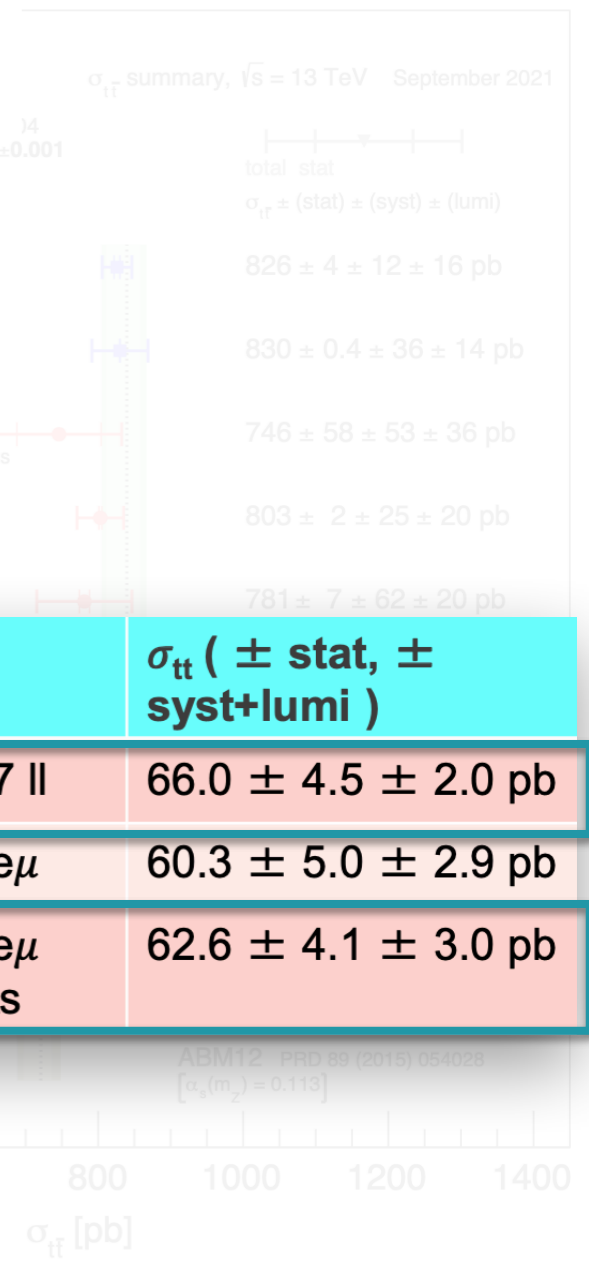 σtt̄ summary, √s = 13 TeV September 2021
)4
±0.001
total stat
σtt̄ ± (stat) ± (syst) ± (lumi)
826 ± 4 ± 12 ± 16 pb
830 ± 0.4 ± 36 ± 14 pb
746 ± 58 ± 53 ± 36 pb
s
803 ± 2 ± 25 ± 20 pb
781 ± 7 ± 62 ± 20 pb
σtt ( ± stat, ±
syst+lumi )
7 ll 66.0 ± 4.5 ± 2.0 pb
eμ 60.3 ± 5.0 ± 2.9 pb
eμ 62.6 ± 4.1 ± 3.0 pb
s
ABM12 PRD 89 (2015) 054028
[αs(mZ) = 0.113]
800 1000 1200 1400
σtt̄ [pb]